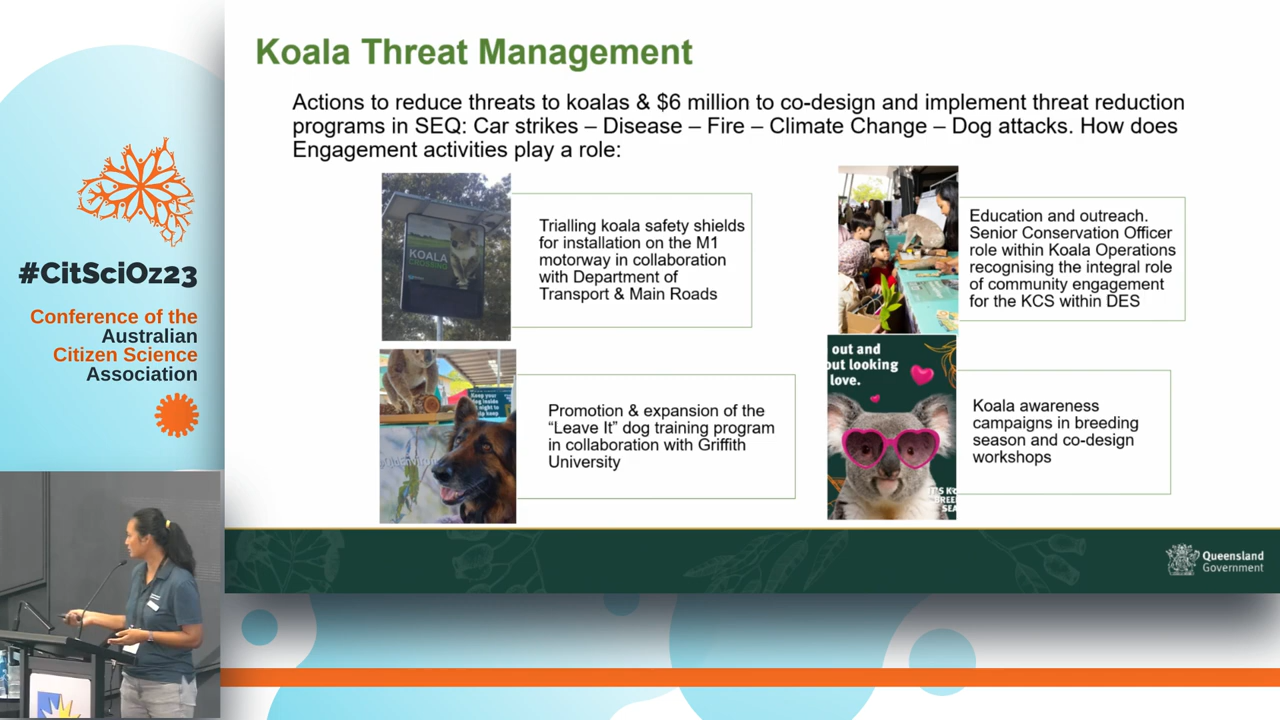 Koala Threat Management
Actions to reduce threats to koalas & $6 million to co-design and implement threat reduction
programs in SEQ: Car strikes – Disease – Fire – Climate Change – Dog attacks. How does
Engagement activities play a role:
KOALA
CROSSING
Trialling koala safety shields
for installation on the M1
motorway in collaboration
with Department of
Transport & Main Roads
Education and outreach.
Senior Conservation Officer
role within Koala Operations
recognising the integral role
of community engagement
for the KCS within DES
Keep your
Promotion & expansion of the
“Leave It” dog training program
in collaboration with Griffith
University
out and
out looking
love.
Koala awareness
campaigns in breeding
season and co-design
workshops
#CitSciOz23
Conference of the
Australian
Citizen Science
Association
Queensland
Government